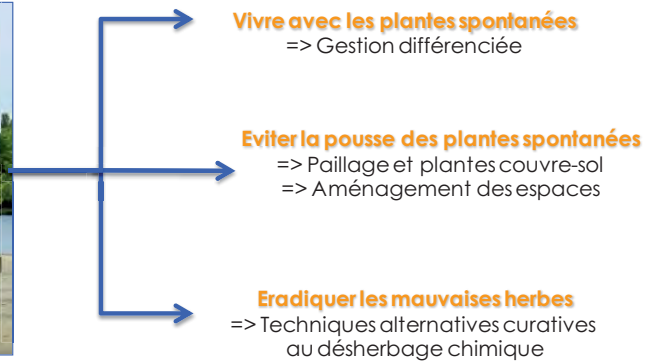 Vivre avec les plantes spontanées
=> Gestion différenciée
Eviter la pousse des plantes spontanées
=> Paillage et plantes couvre-sol
=> Aménagement des espaces
Eradiquer les mauvaises herbes
=> Techniques alternatives curatives
au désherbage chimique